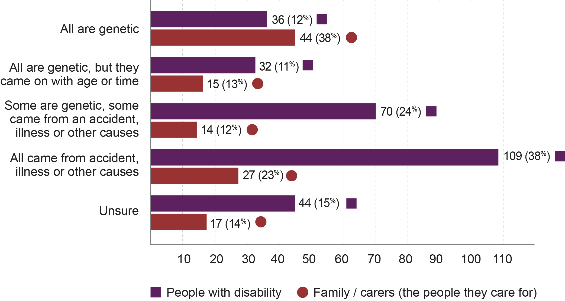 All are genetic
36 (12%)
44 (38%)
All are genetic, but they
came on with age or time
32 (11%)
15 (13%)
Some are genetic, some
came from an accident,
illness or other causes
70 (24%)
14 (12%)
All came from accident,
illness or other causes
109 (38%)
27 (23%)
Unsure
44 (15%)
17 (14%)
10 20 30 40 50 60 70 80 90 100 110
People with disability Family / carers (the people they care for)